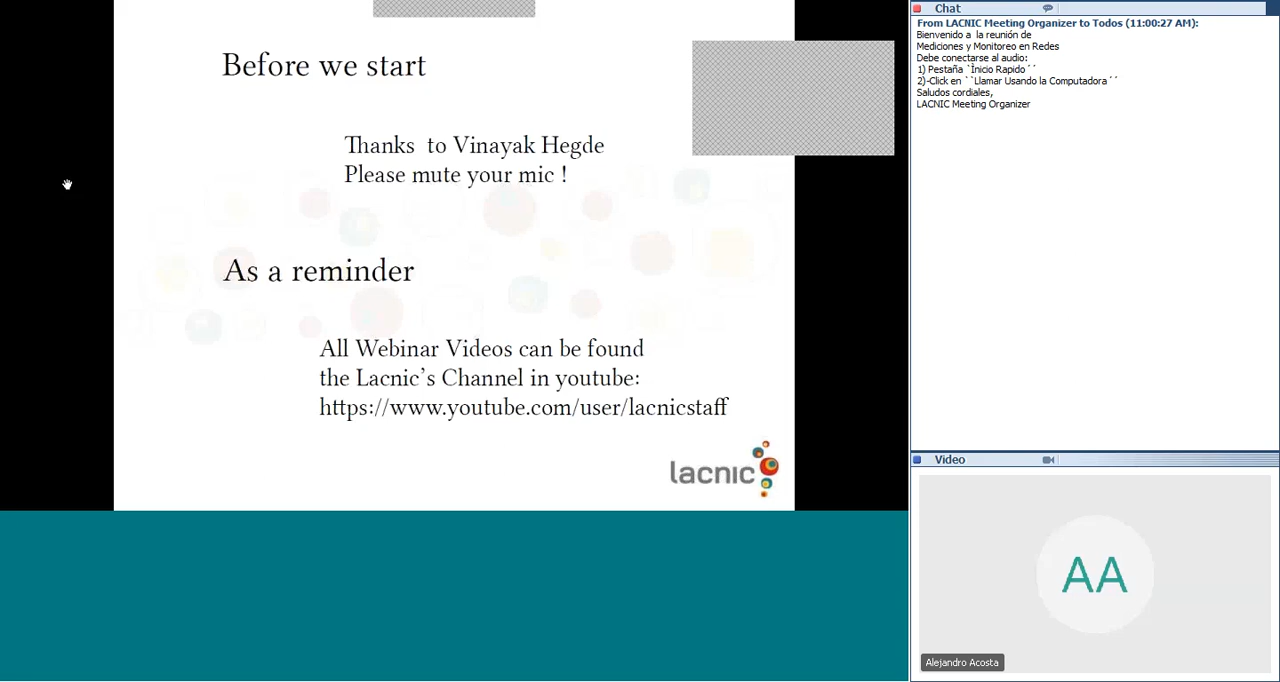 Before we start
Thanks to Vinayak Hegde
Please mute your mic !
As a reminder
All Webinar Videos can be found
the Lacnic's Channel in youtube:
https://www.youtube.com/user/lacnicstaff
lacnic
Chat
From LACNIC Meeting Organizer to Todos (11:00:27 AM):
Bienvenido a la reunión de
Mediciones y Monitoreo en Redes
Debe conectarse al audio:
1) Pestaña `Ìnicio Rapido´´
2)-Click en ``Llamar Usando la Computadora´´
Saludos cordiales,
LACNIC Meeting Organizer
Video
AA
Alejandro Acosta